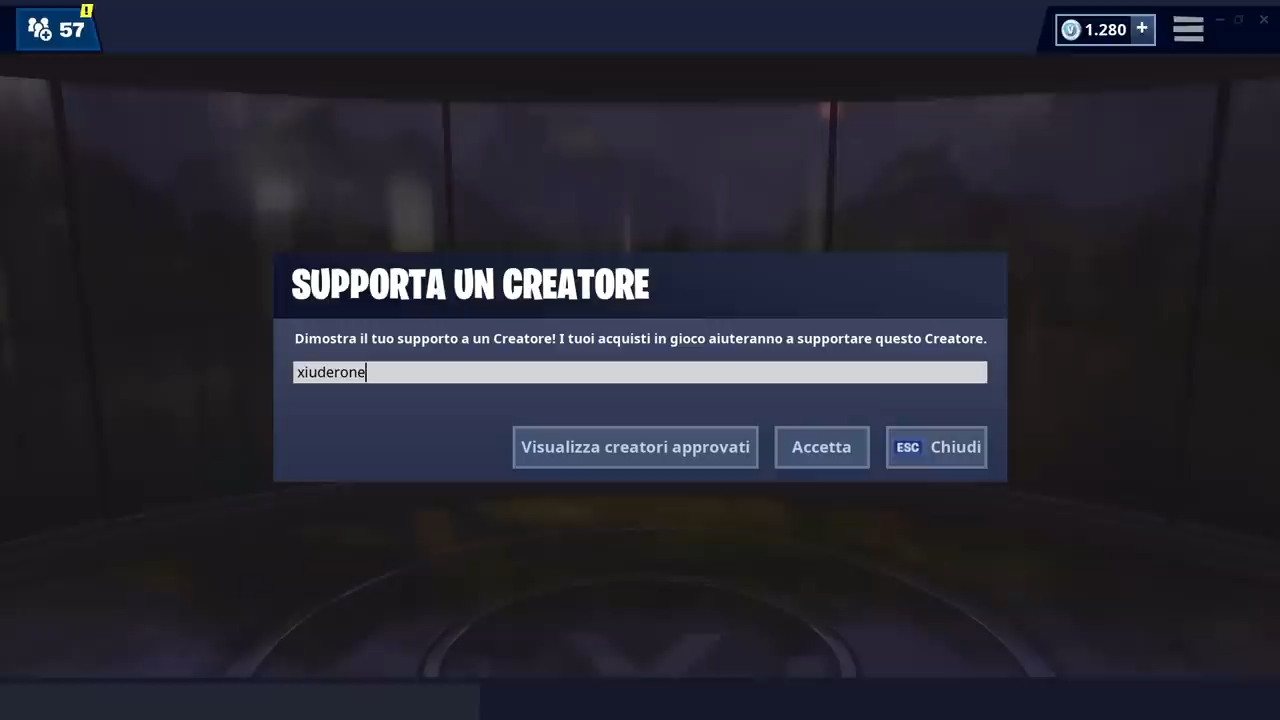 57
!
1.280 +
SUPPORTA UN CREATORE
Dimostra il tuo supporto a un Creatore! I tuoi acquisti in gioco aiuteranno a supportare questo Creatore.
xiuderone
Visualizza creatori approvati
Accetta
ESC Chiudi